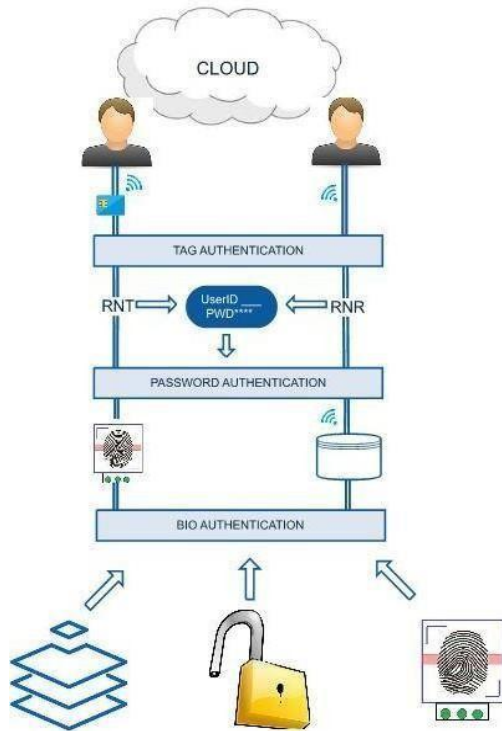 CLOUD
TAG AUTHENTICATION
RNT
UserID ___
PWD****
RNR
PASSWORD AUTHENTICATION
BIO AUTHENTICATION